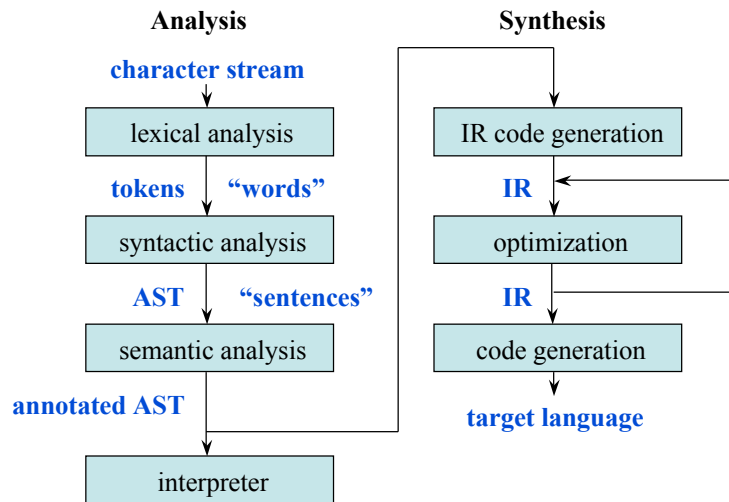 Analysis
character stream
lexical analysis
tokens “words”
syntactic analysis
AST “sentences”
semantic analysis
annotated AST
interpreter
Synthesis
IR code generation
IR
optimization
IR
code generation
target language